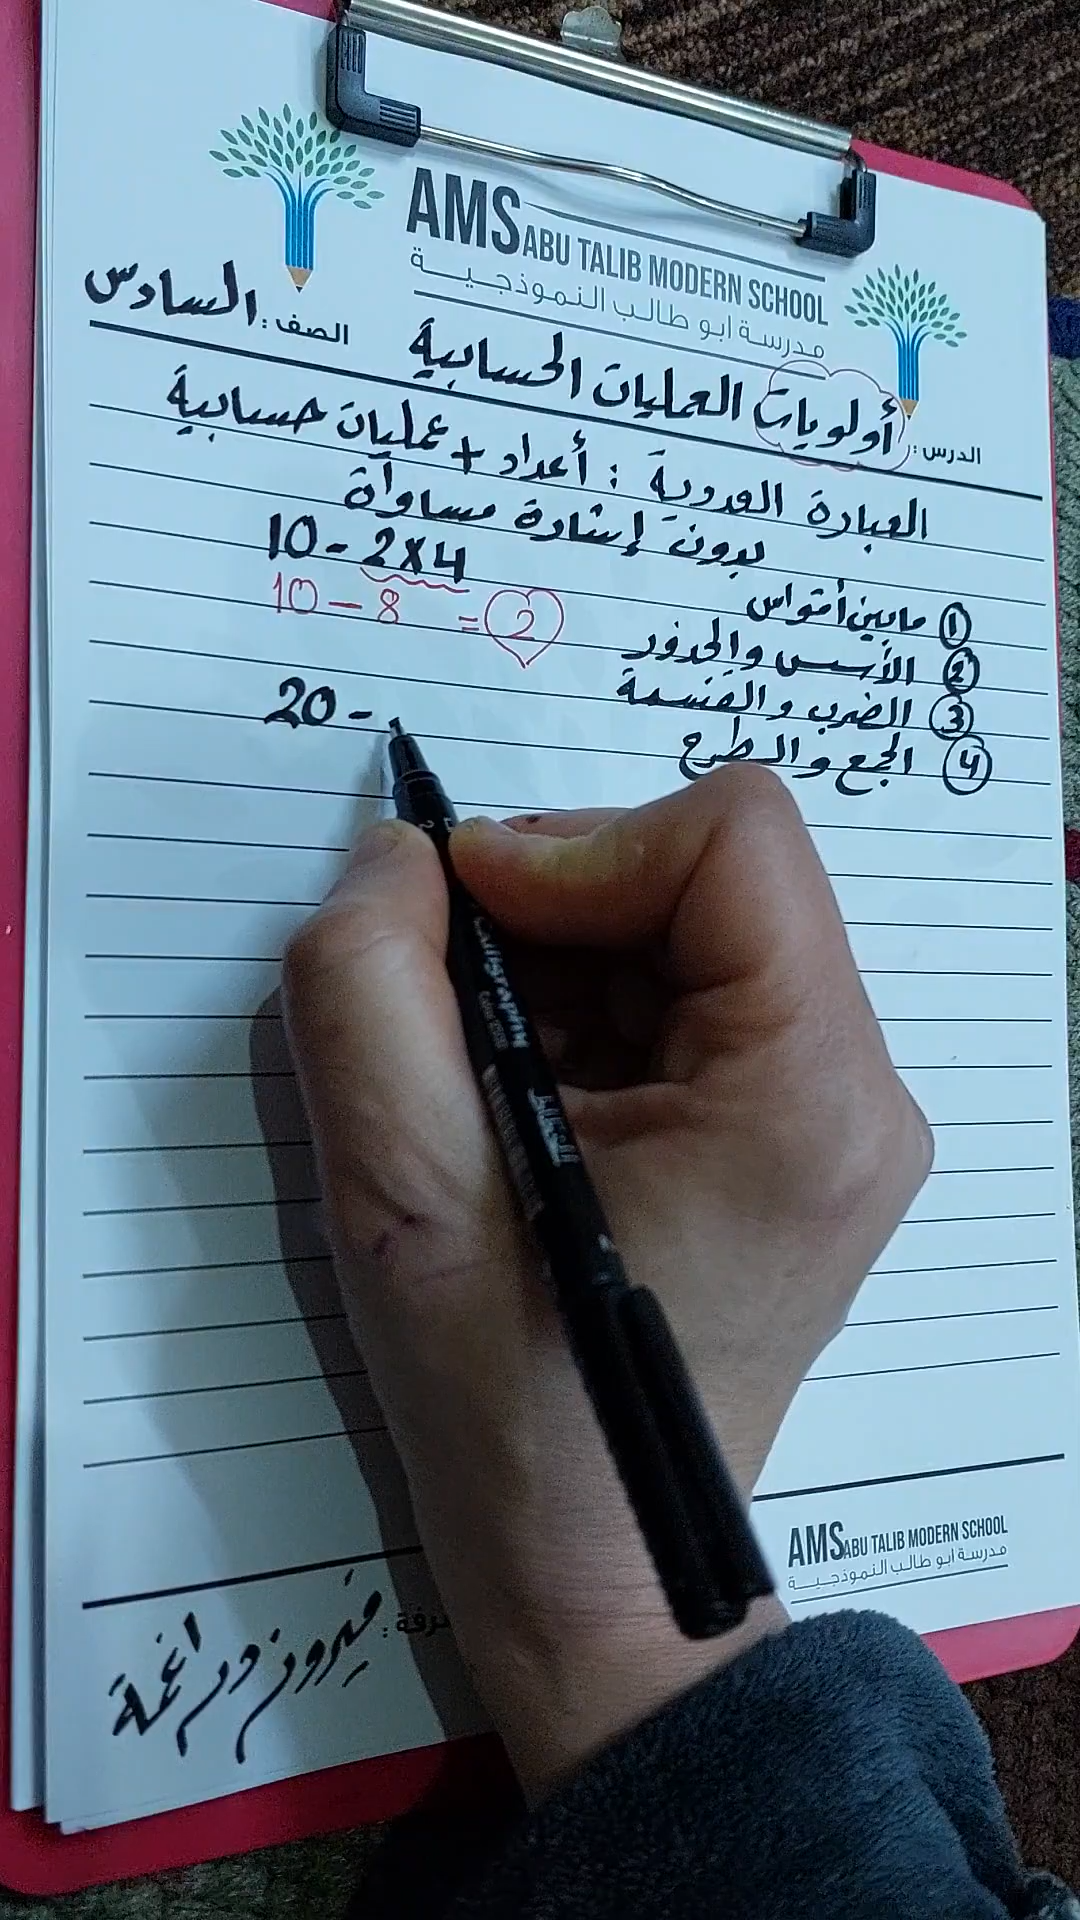 AMS ABU TALIB MODERN SCHOOL
مدرسة ابو طالب النموذجية
الصف: السادس
الدرس: أولويات العمليات الحسابية
العبارة العددية: أعداد + عمليات حسابية
بدون إشارة مساواة
10 - 2x4
10 - 8 = 2
① مابين أقواس
② الأسس والجذور
③ الضرب والقسمة
④ الجمع والطرح
20 -
Calligraphy
AMS ABU TALIB MODERN SCHOOL
مدرسة ابو طالب النموذجية